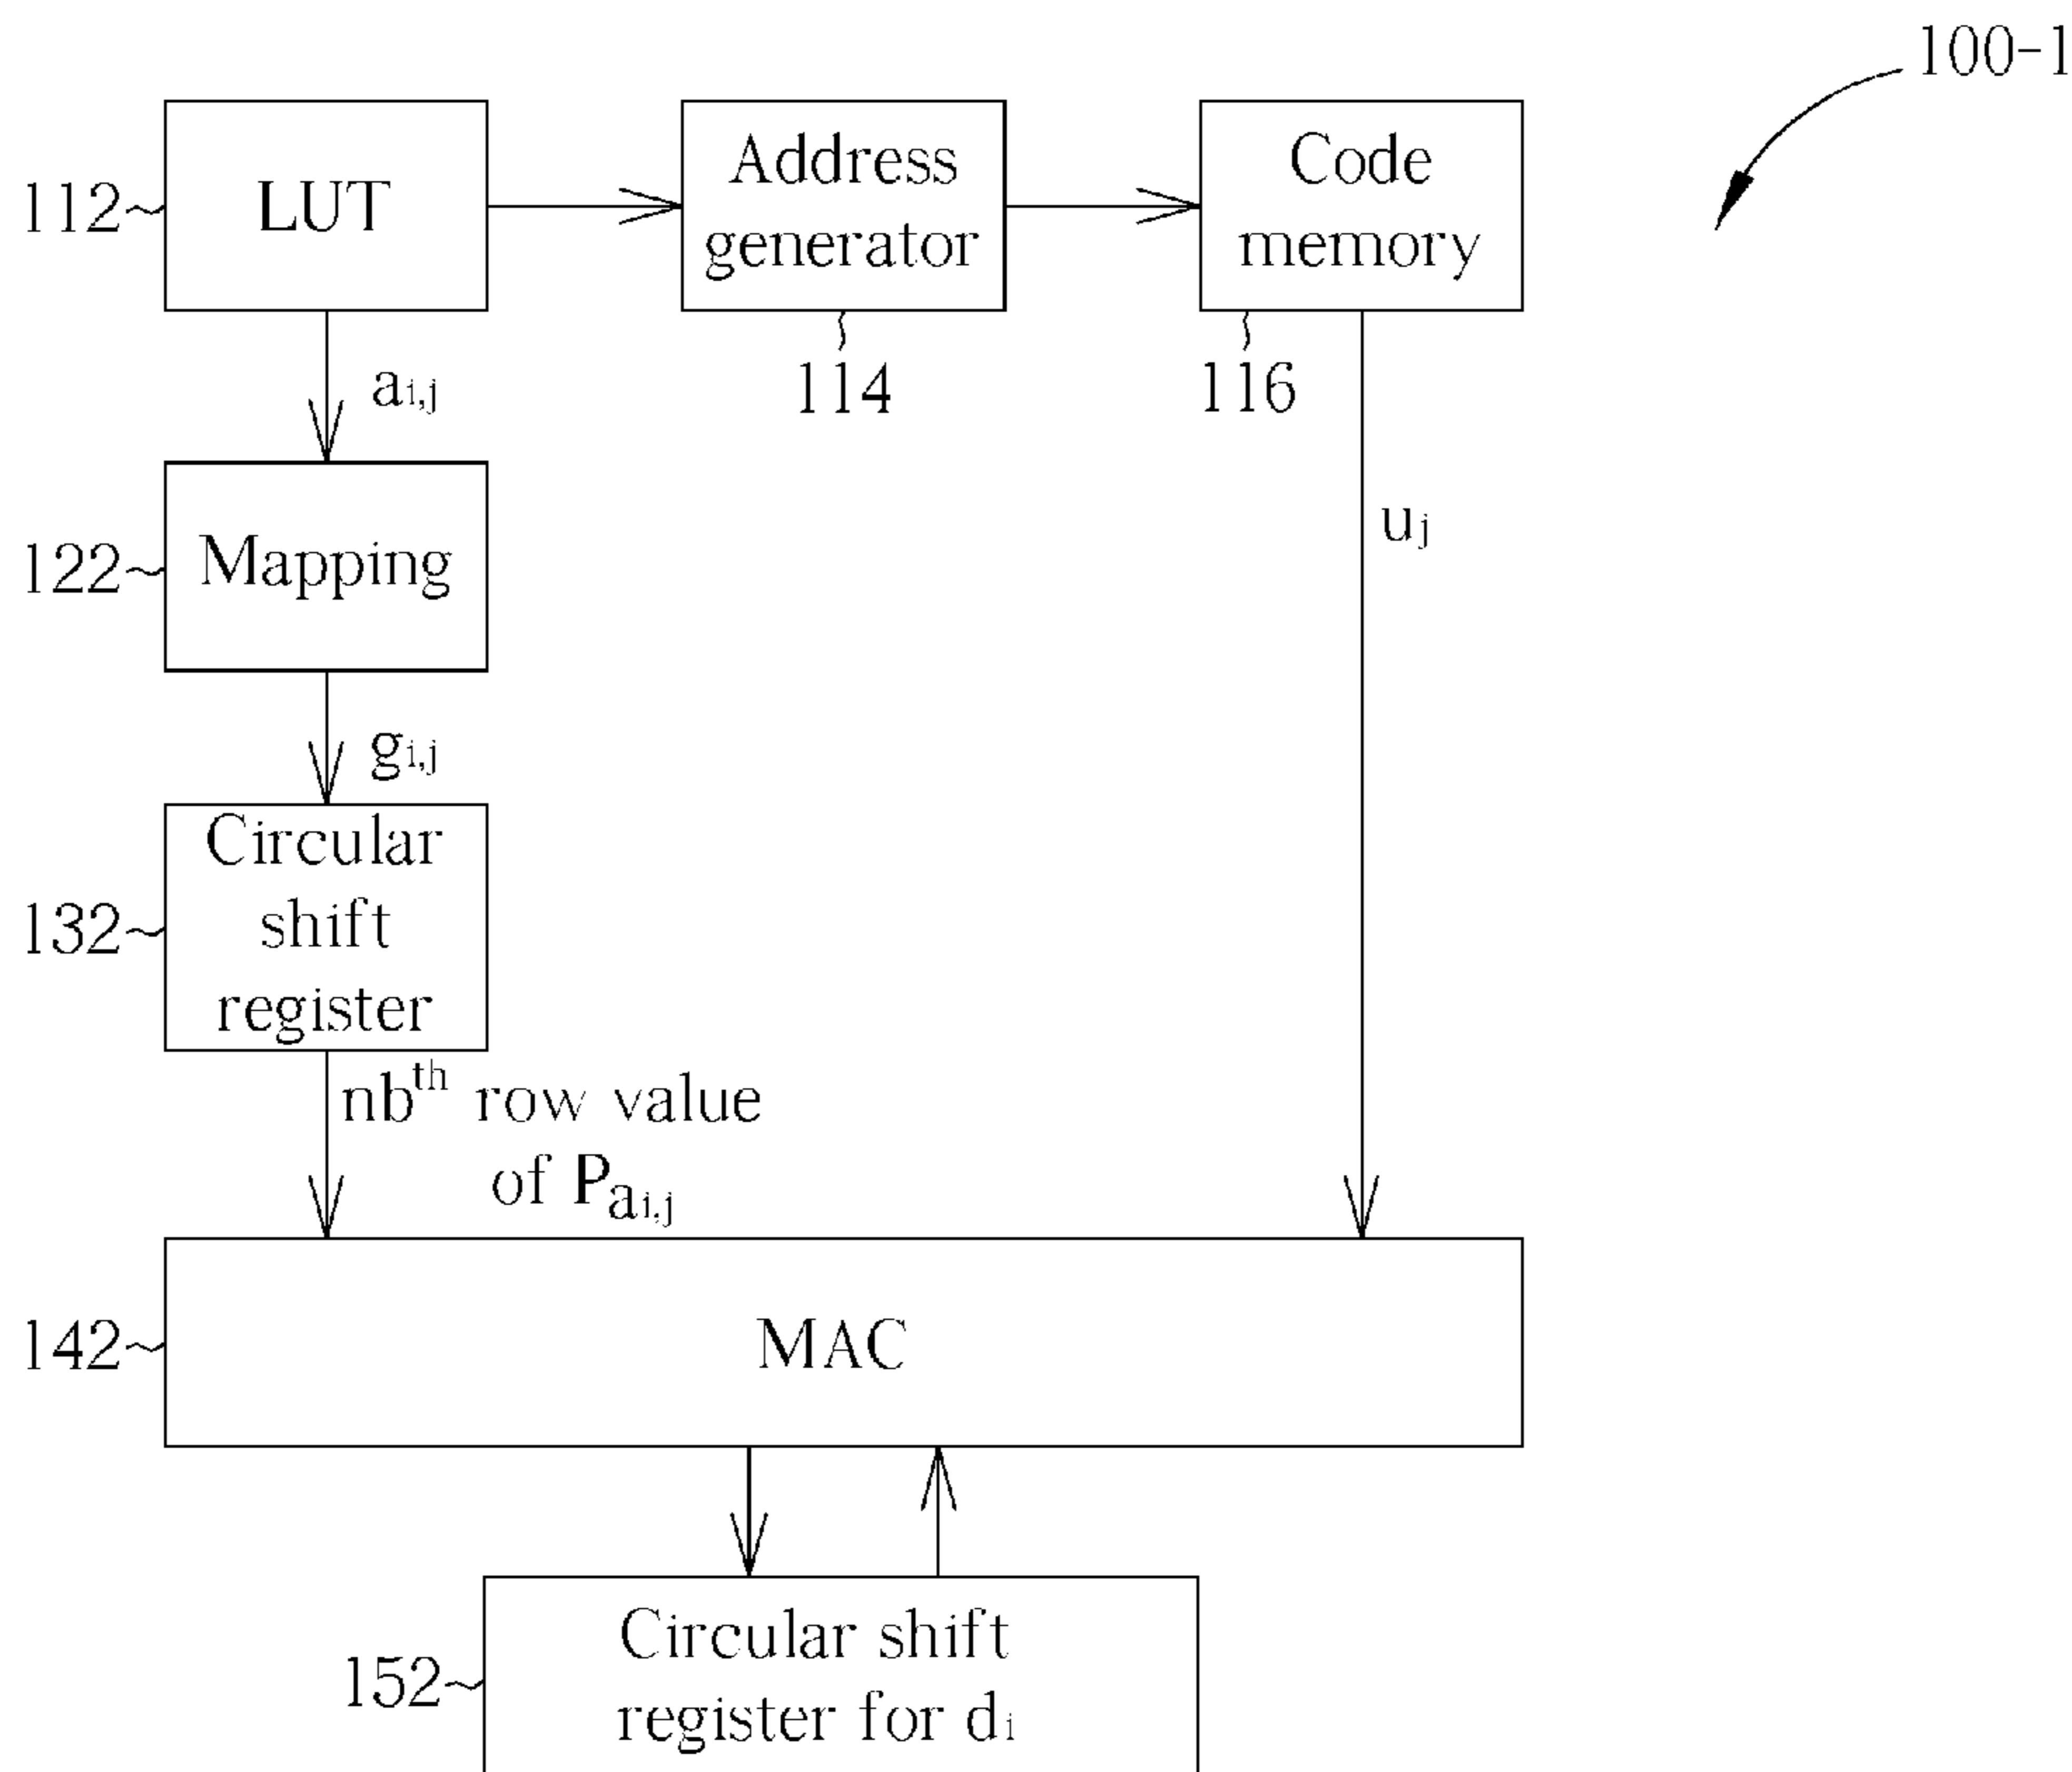 100-1
112
LUT
Address
generator
Code
memory
114
116
ai,j
uj
122
Mapping
gi,j
132
Circular
shift
register
nbth row value
of Pai,j
142
MAC
152
Circular shift
register for di